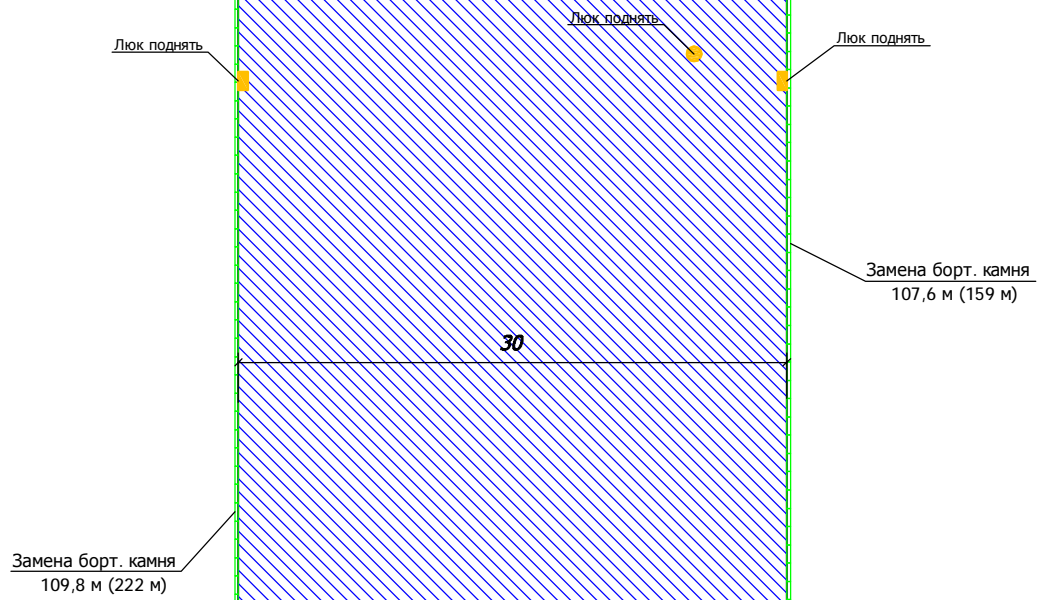 Люк поднять
Люк поднять
Люк поднять
Замена борт. камня
107,6 м (159 м)
30
Замена борт. камня
109,8 м (222 м)